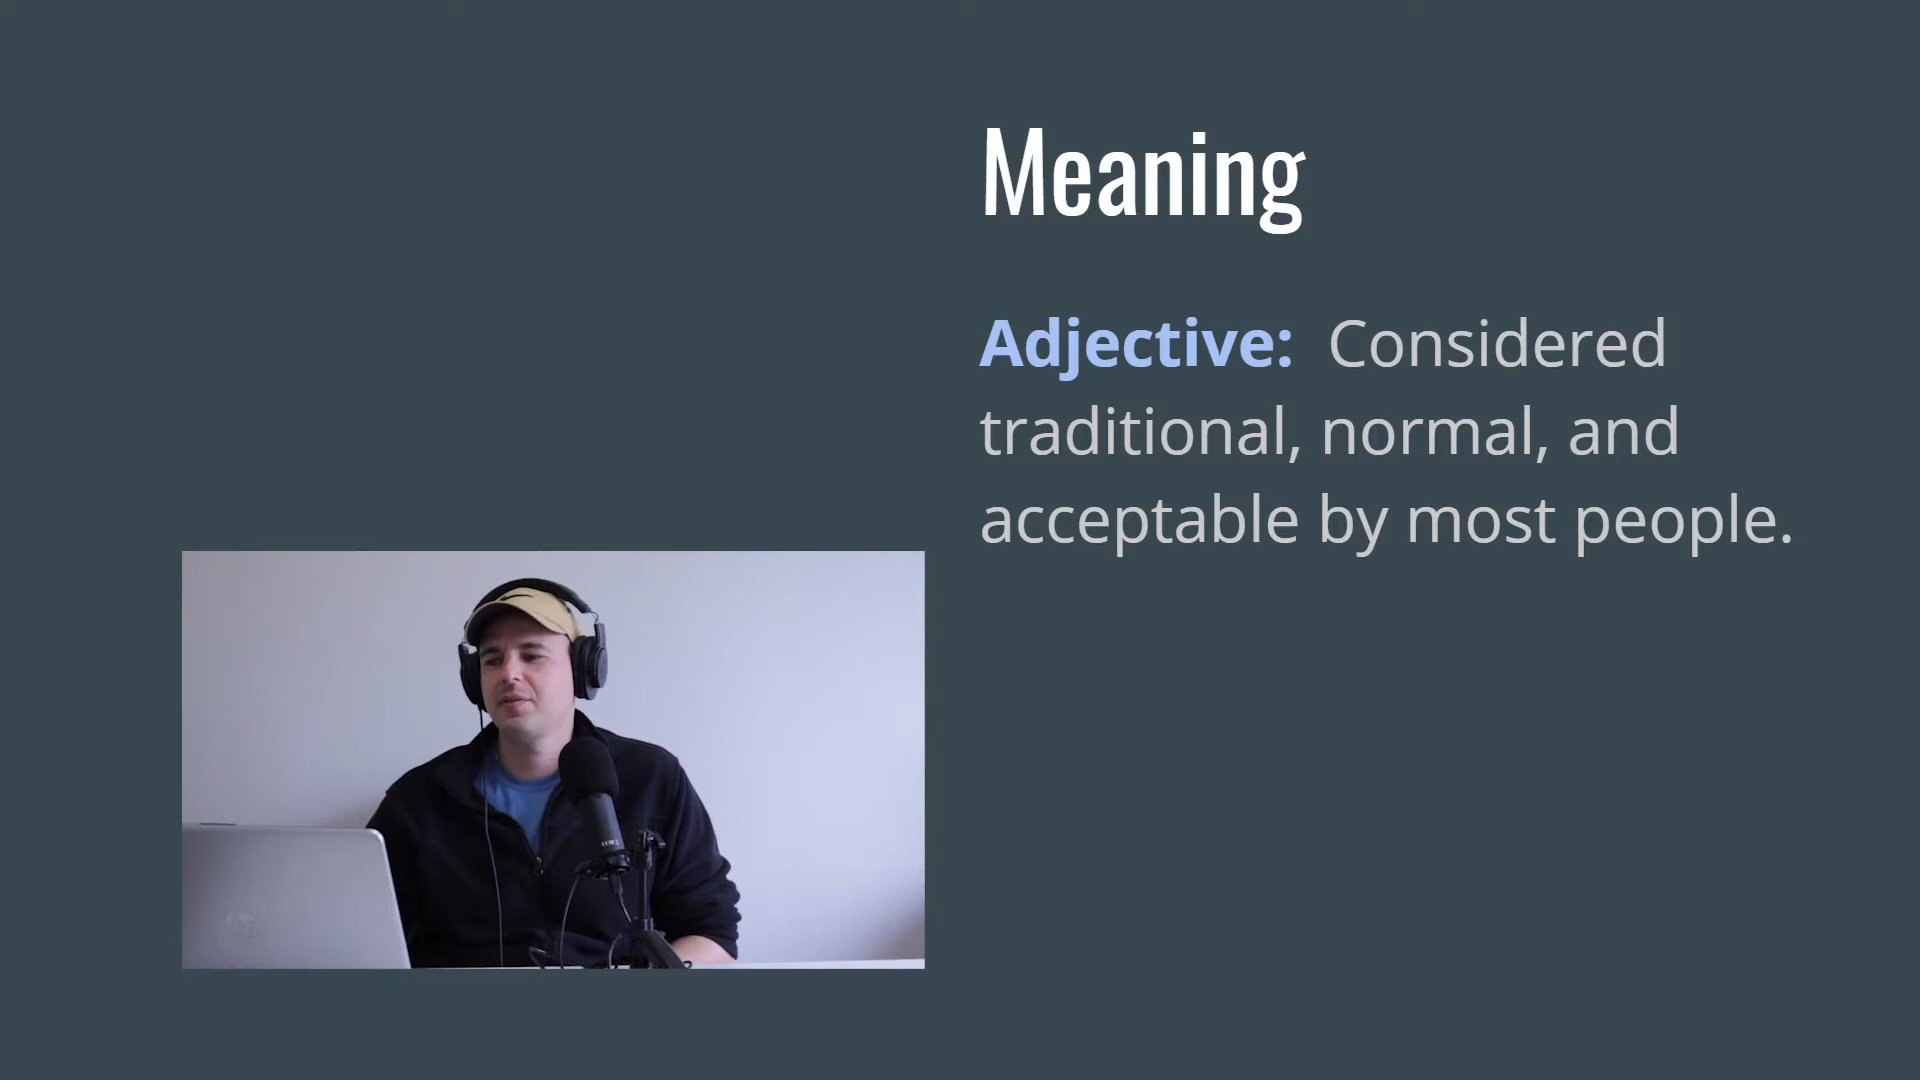 Meaning
Adjective: Considered
traditional, normal, and
acceptable by most people.